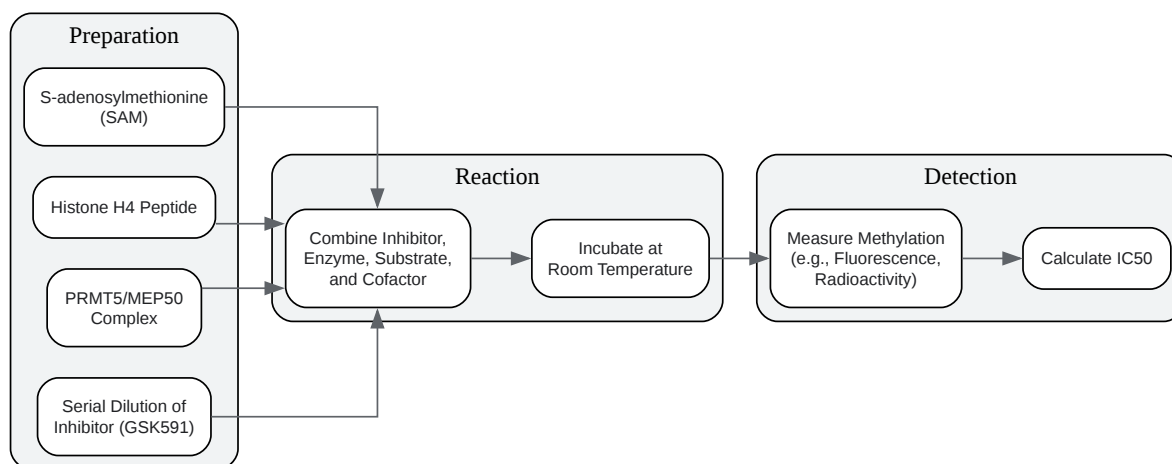 Preparation
S-adenosylmethionine
(SAM)
Histone H4 Peptide
PRMT5/MEP50
Complex
Serial Dilution of
Inhibitor (GSK591)
Reaction
Combine Inhibitor,
Enzyme, Substrate,
and Cofactor
Incubate at
Room Temperature
Detection
Measure Methylation
(e.g., Fluorescence,
Radioactivity)
Calculate IC50